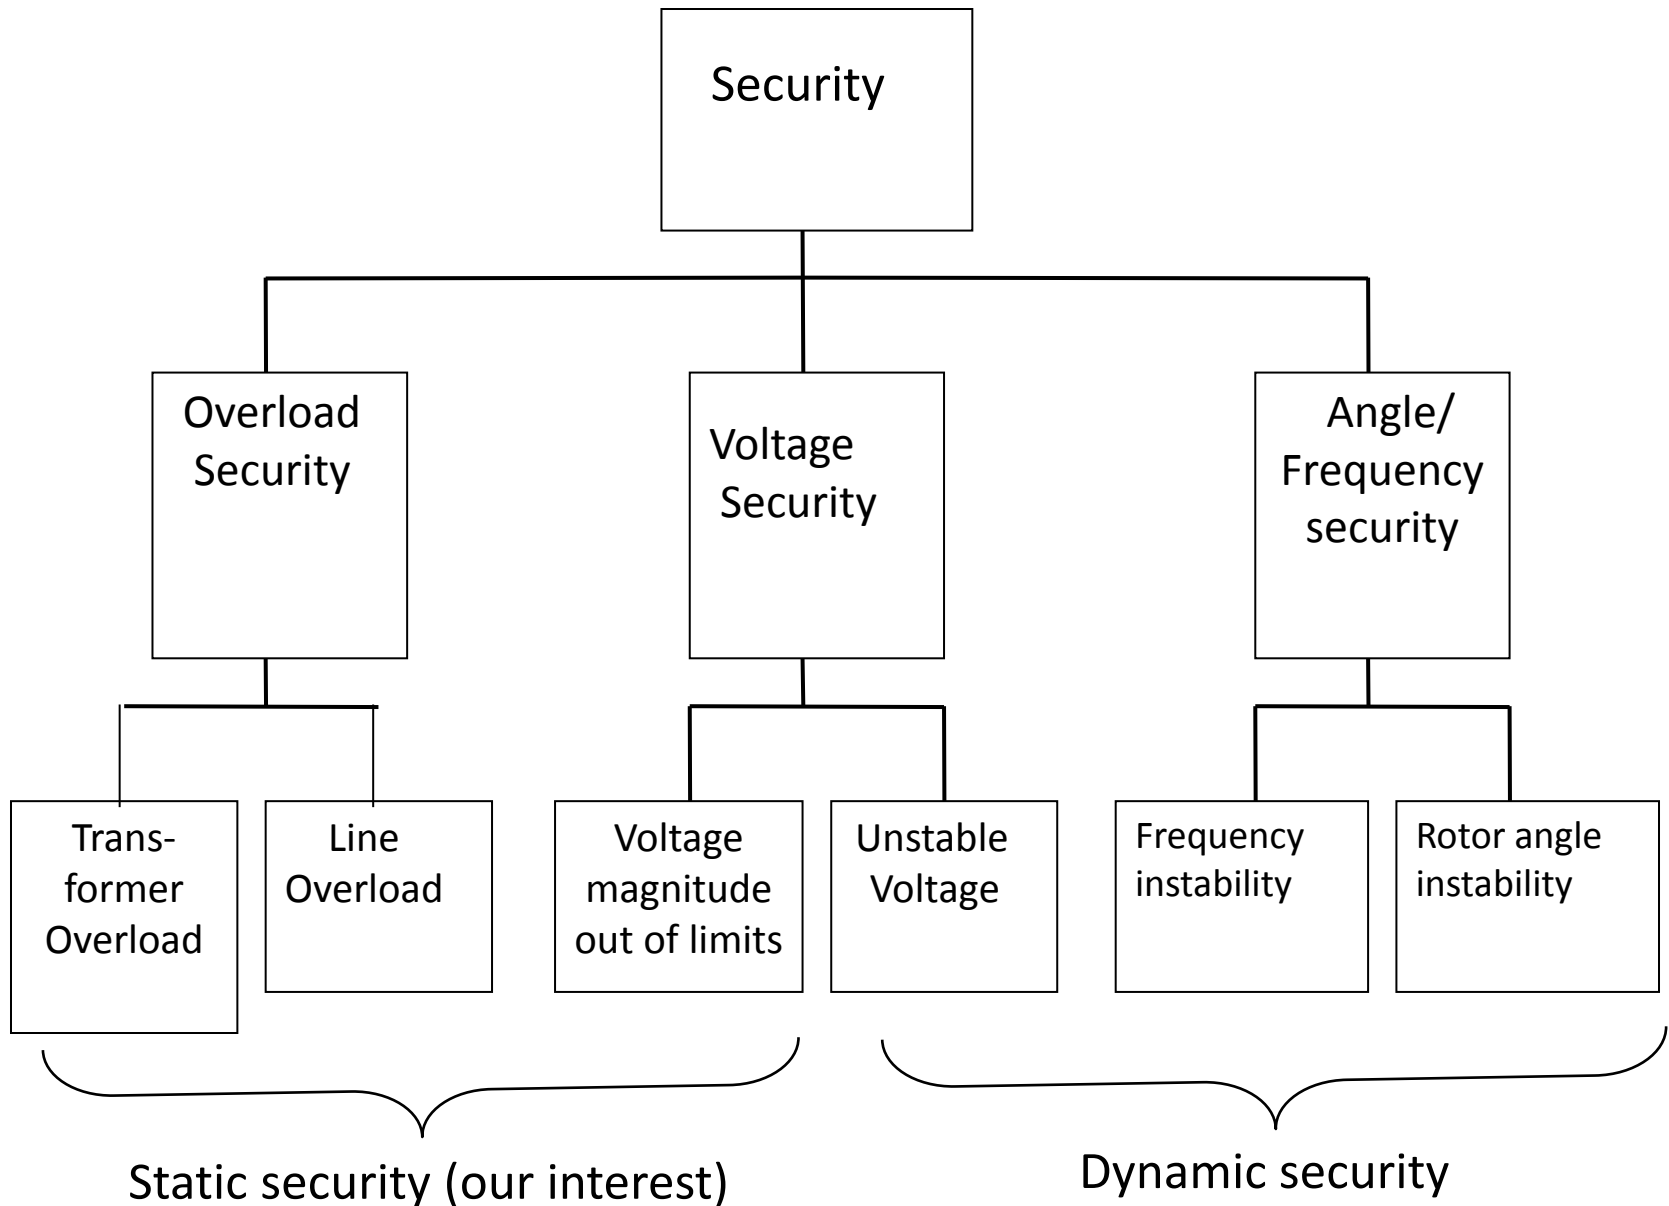 Security
Overload
Security
Voltage
Security
Angle/
Frequency
security
Trans-
former
Overload
Line
Overload
Voltage
magnitude
out of limits
Unstable
Voltage
Frequency
instability
Rotor angle
instability
Static security (our interest)
Dynamic security